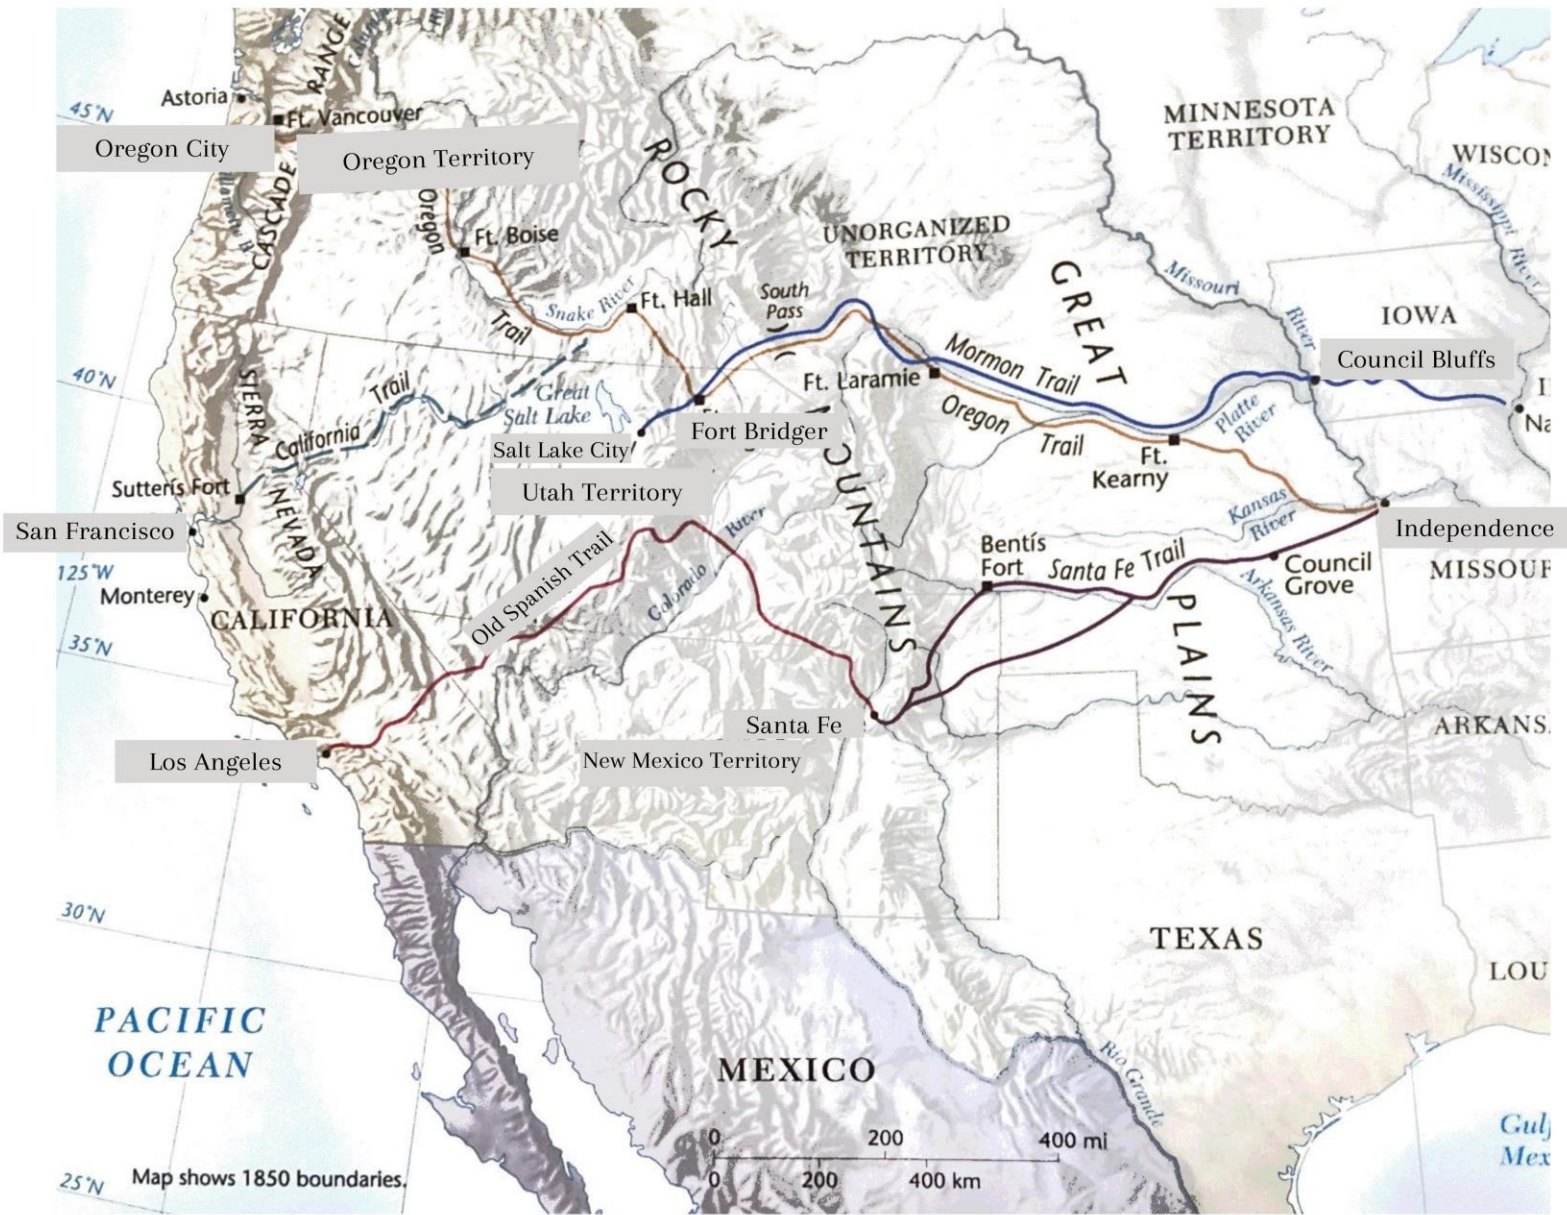 RANGE
Astoria
45°N
Ft. Vancouver
MINNESOTA
TERRITORY
Oregon City
Oregon Territory
ROCKY
WISCON
Mississippi River
CASCADE
Oregon
Ft. Boise
UNORGANIZED
TERRITORY
GREAT
Missouri
River
Snake River
Ft. Hall
South
Pass
IOWA
Trail
Mormon Trail
Council Bluffs
40°N
SIERRA
Trail
Great
Salt Lake
Ft. Laramie
Platte
River
Na
California
Fort Bridger
Oregon
Trail
Salt Lake City
Ft.
Kearny
Sutter's Fort
NEVADA
Utah Territory
MOUNTAINS
Kansas
River
San Francisco
River
Independence
Old Spanish Trail
Bent's
Fort
Santa Fe Trail
125°W
Colorado
Council
Grove
MISSOUR
Monterey
CALIFORNIA
PLAINS
Arkansas River
35°N
Santa Fe
ARKANS
Los Angeles
New Mexico Territory
30°N
TEXAS
LOU
PACIFIC
OCEAN
MEXICO
Rio Grande
0 200 400 mi
Gulf
Mex
Map shows 1850 boundaries.
0 200 400 km
25°N